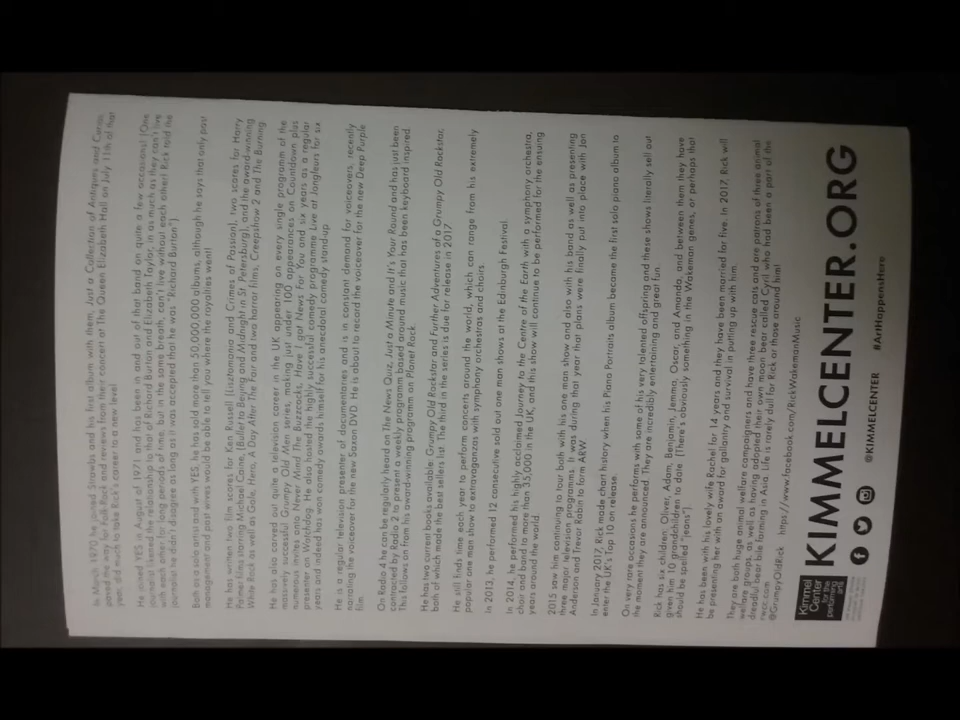 In March 1970 he joined Strawbs and his first album with them, Just a Collection of Antiques and Curios,
paved the way for Folk-Rock and reviews from their concert at The Queen Elizabeth Hall on July 11th of that
year, did much to take Rick's career to a new level
He joined YES in August of 1971 and has been in and out of that band on quite a few occasions! (One
journalist likened the relationship to that of Richard Burton and Elizabeth Taylor, in as much as they can't live
with each other for long periods of time, but in the same breath, can't live without each other! Rick told the
journalist he didn't disagree as long as it was accepted that he was "Richard Burton")
Both as a solo artist and with YES, he has sold more than 50,000,000 albums, although he says that only past
management and past wives would be able to tell you where the royalties went!
He has written two film scores for Ken Russell (Lisztomania and Crimes of Passion), two scores for Harry
Palmer films starring Michael Caine, (Bullet to Beijing and Midnight in St Petersburg), and the award-winning
White Rock as well as Gole, Hero, A Day After The Fair and two horror films, Creepshow 2 and The Burning
He has also carved out a television career in the UK appearing on every single programme of the
massively successful Grumpy Old Men series, making just under 100 appearances on Countdown plus
numerous invites onto Never Mind The Buzzcocks, Have I got News for You and six years as a regular
presenter on Watchdog. He also hosted the highly successful comedy programme Live at Jongleurs for six
years and indeed has won comedy awards himself for his anecdotal comedy stand-up
He is a regular television presenter of documentaries and is in constant demand for voiceovers, recently
narrating the voiceover for the new Saxon DVD. He is about to record the voiceover for the new Deep Purple
film.
On Radio 4 he can be regularly heard on The News Quiz, Just a Minute and It's Your Round and has just been
contracted by Radio 2 to present a weekly programme based around music that has been keyboard inspired.
This follows on from his award-winning programme on Planet Rock.
He has two current books available: Grumpy Old Rockstar and Further Adventures of a Grumpy Old Rockstar,
both of which made the best sellers list. The third in the series is due for release in 2017
He still finds time each year to perform concerts around the world, which can range from his extremely
popular one man show to extravaganzas with symphony orchestras and choirs
In 2013, he performed 12 consecutive sold out one man shows at the Edinburgh Festival.
In 2014, he performed his highly acclaimed Journey to the Centre of the Earth with a symphony orchestra,
choir and band to more than 35,000 in the UK, and this show will continue to be performed for the ensuing
years around the world.
2015 saw him continuing to tour both with his one man show and also with his band as well as presenting
three major television programmes. It was during that year that plans were finally put into place with Jon
Anderson and Trevor Rabin to form ARW.
In January 2017, Rick made chart history when his Piano Portraits album became the first solo piano album to
enter the UK's Top 10 on release.
On very rare occasions he performs with some of his very talented offspring and these shows literally sell out
the moment they are announced. They are incredibly entertaining and great fun.
Rick has six children, Oliver, Adam, Benjamin, Jemma, Oscar, and Amanda, and between them they have
given him 10 grandchildren to date (There's obviously something in the Wakeman genes, or perhaps that
should be spelled "jeans")
He has been with his lovely wife Rachel for 14 years and they have been married for five. In 2017, Rick will
be presenting her with an award for gallantry and survival in putting up with him
They are both huge animal welfare campaigners and have three rescue cats and are patrons of three animal
welfare groups, as well as having adopted their own moon bear called Cyril who had been a part of the
dreadful bear bile farming in Asia. Life is rarely dull for Rick or those around him!
rwcc.com @GrumpyOldRick https://www.facebook.com/RickWakemanMusic
Kimmel
Center
for the
performing
arts
KIMMELCENTER.ORG
@KIMMELCENTER #ArtHappensHere